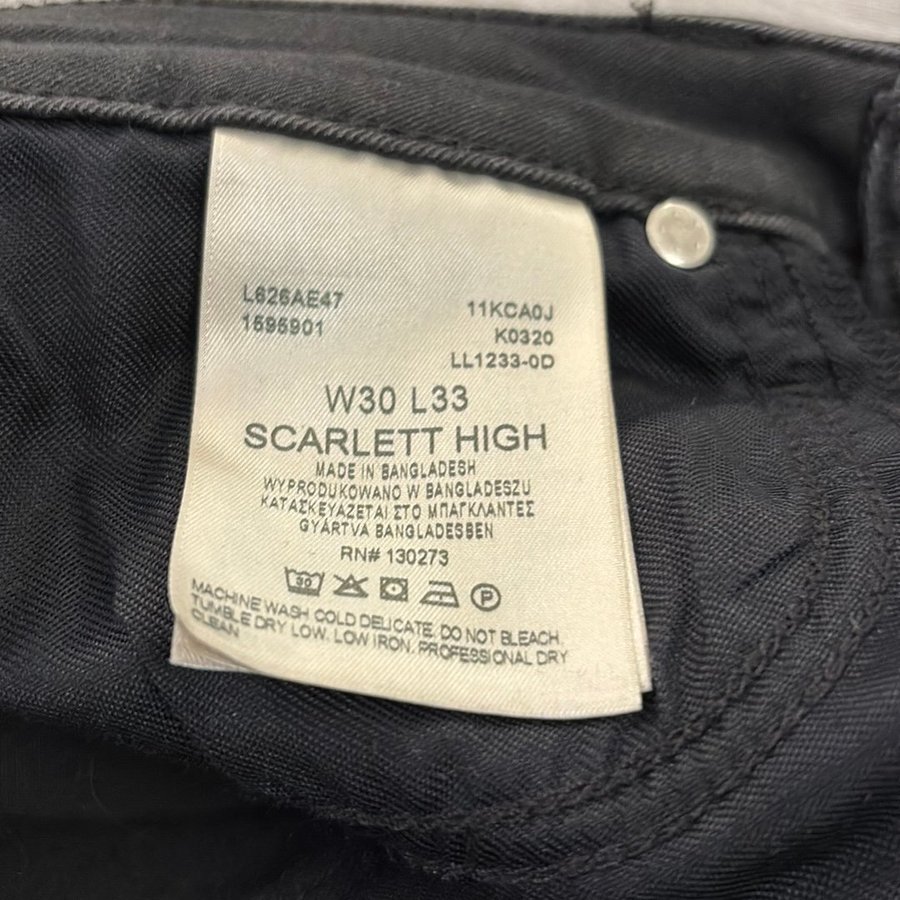 L626AE47
1595901
11KCA0J
K0320
LL1233-0D
W30 L33
SCARLETT HIGH
MADE IN BANGLADESH
WYPRODUKOWANO W BANGLADESZU
ΚΑΤΑΣΚΕΥΑΖΕΤΑΙ ΣΤΟ ΜΠΑΓΚΛΑΝΤΕΣ
GYÁRTVA BANGLADESBEN
RN# 130273
30
P
MACHINE WASH COLD DELICATE. DO NOT BLEACH.
TUMBLE DRY LOW. LOW IRON. PROFESSIONAL DRY
CLEAN